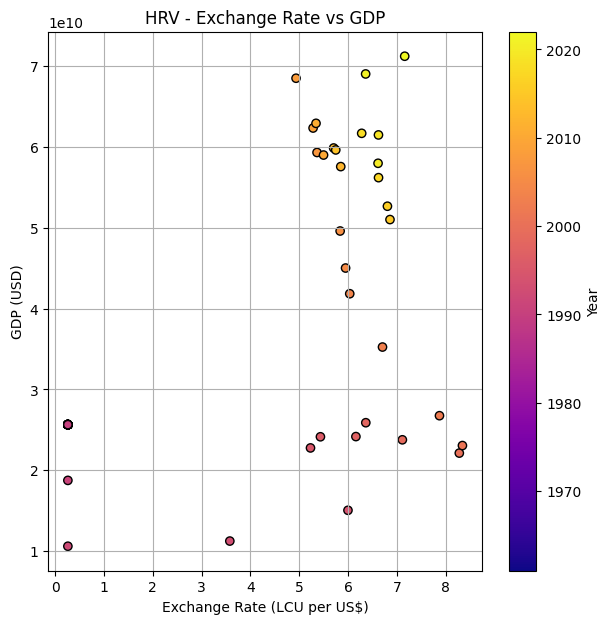 HRV - Exchange Rate vs GDP
1e10
7
6
5
4
3
2
1
GDP (USD)
0 1 2 3 4 5 6 7 8
Exchange Rate (LCU per US$)
2020
2010
2000
1990
1980
1970
Year